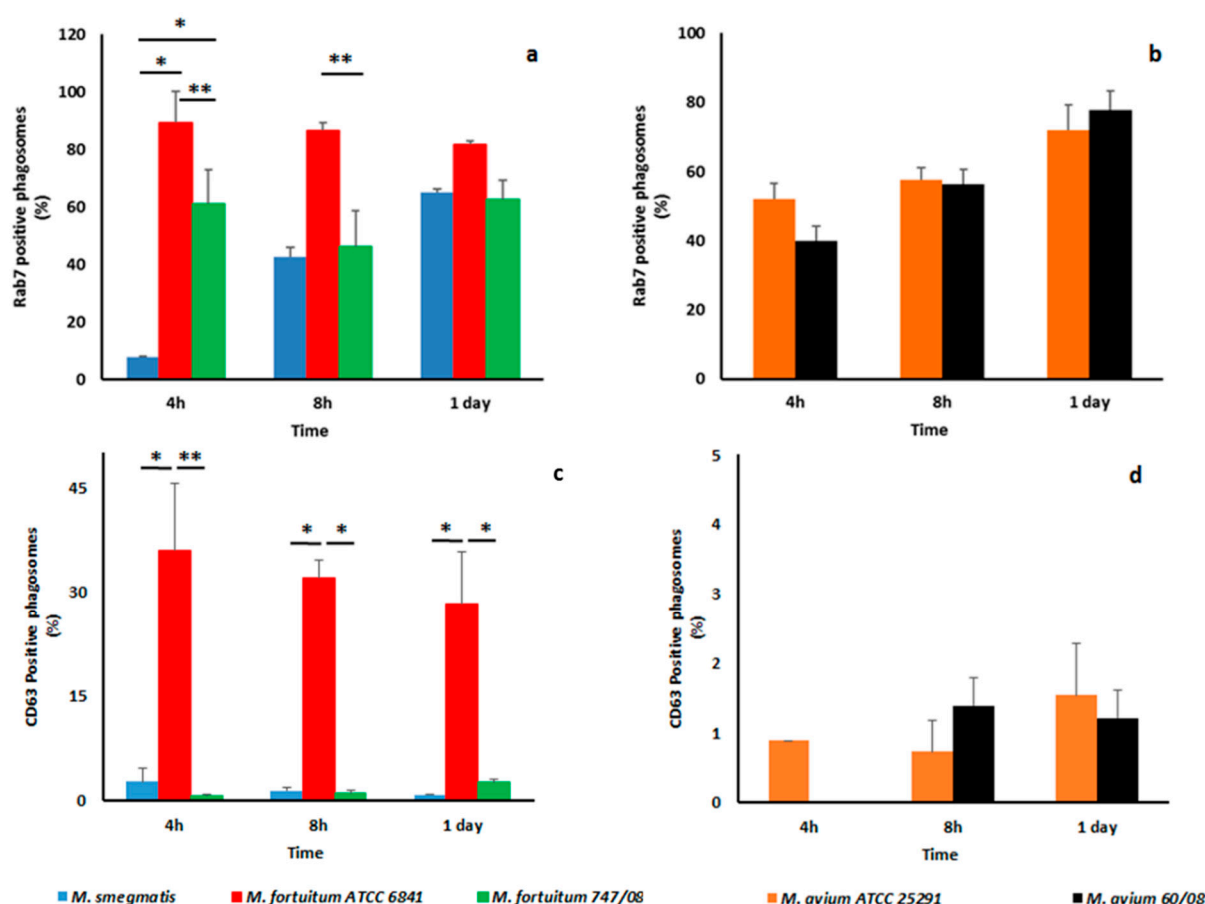 a
Rab7 positive phagosomes
(%)
120
100
80
60
40
20
0
*
*
**
**
4h
8h
1 day
Time
b
Rab7 positive phagosomes
(%)
100
80
60
40
20
0
4h
8h
1 day
Time
c
CD63 Positive phagosomes
(%)
45
30
15
0
*
**
*
*
*
*
4h
8h
1 day
Time
d
CD63 Positive phagosomes
(%)
5
4
3
2
1
0
4h
8h
1 day
Time
M. smegmatis
M. fortuitum ATCC 6841
M. fortuitum 747/08
M. avium ATCC 25291
M. avium 60/08